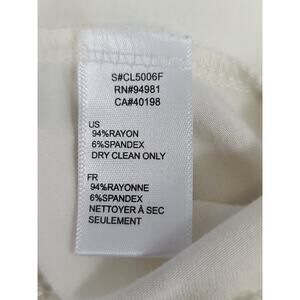 S#CL5006F
RN#94981
CA#40198
US
94%RAYON
6%SPANDEX
DRY CLEAN ONLY
FR
94%RAYONNE
6%SPANDEX
NETTOYER À SEC
SEULEMENT